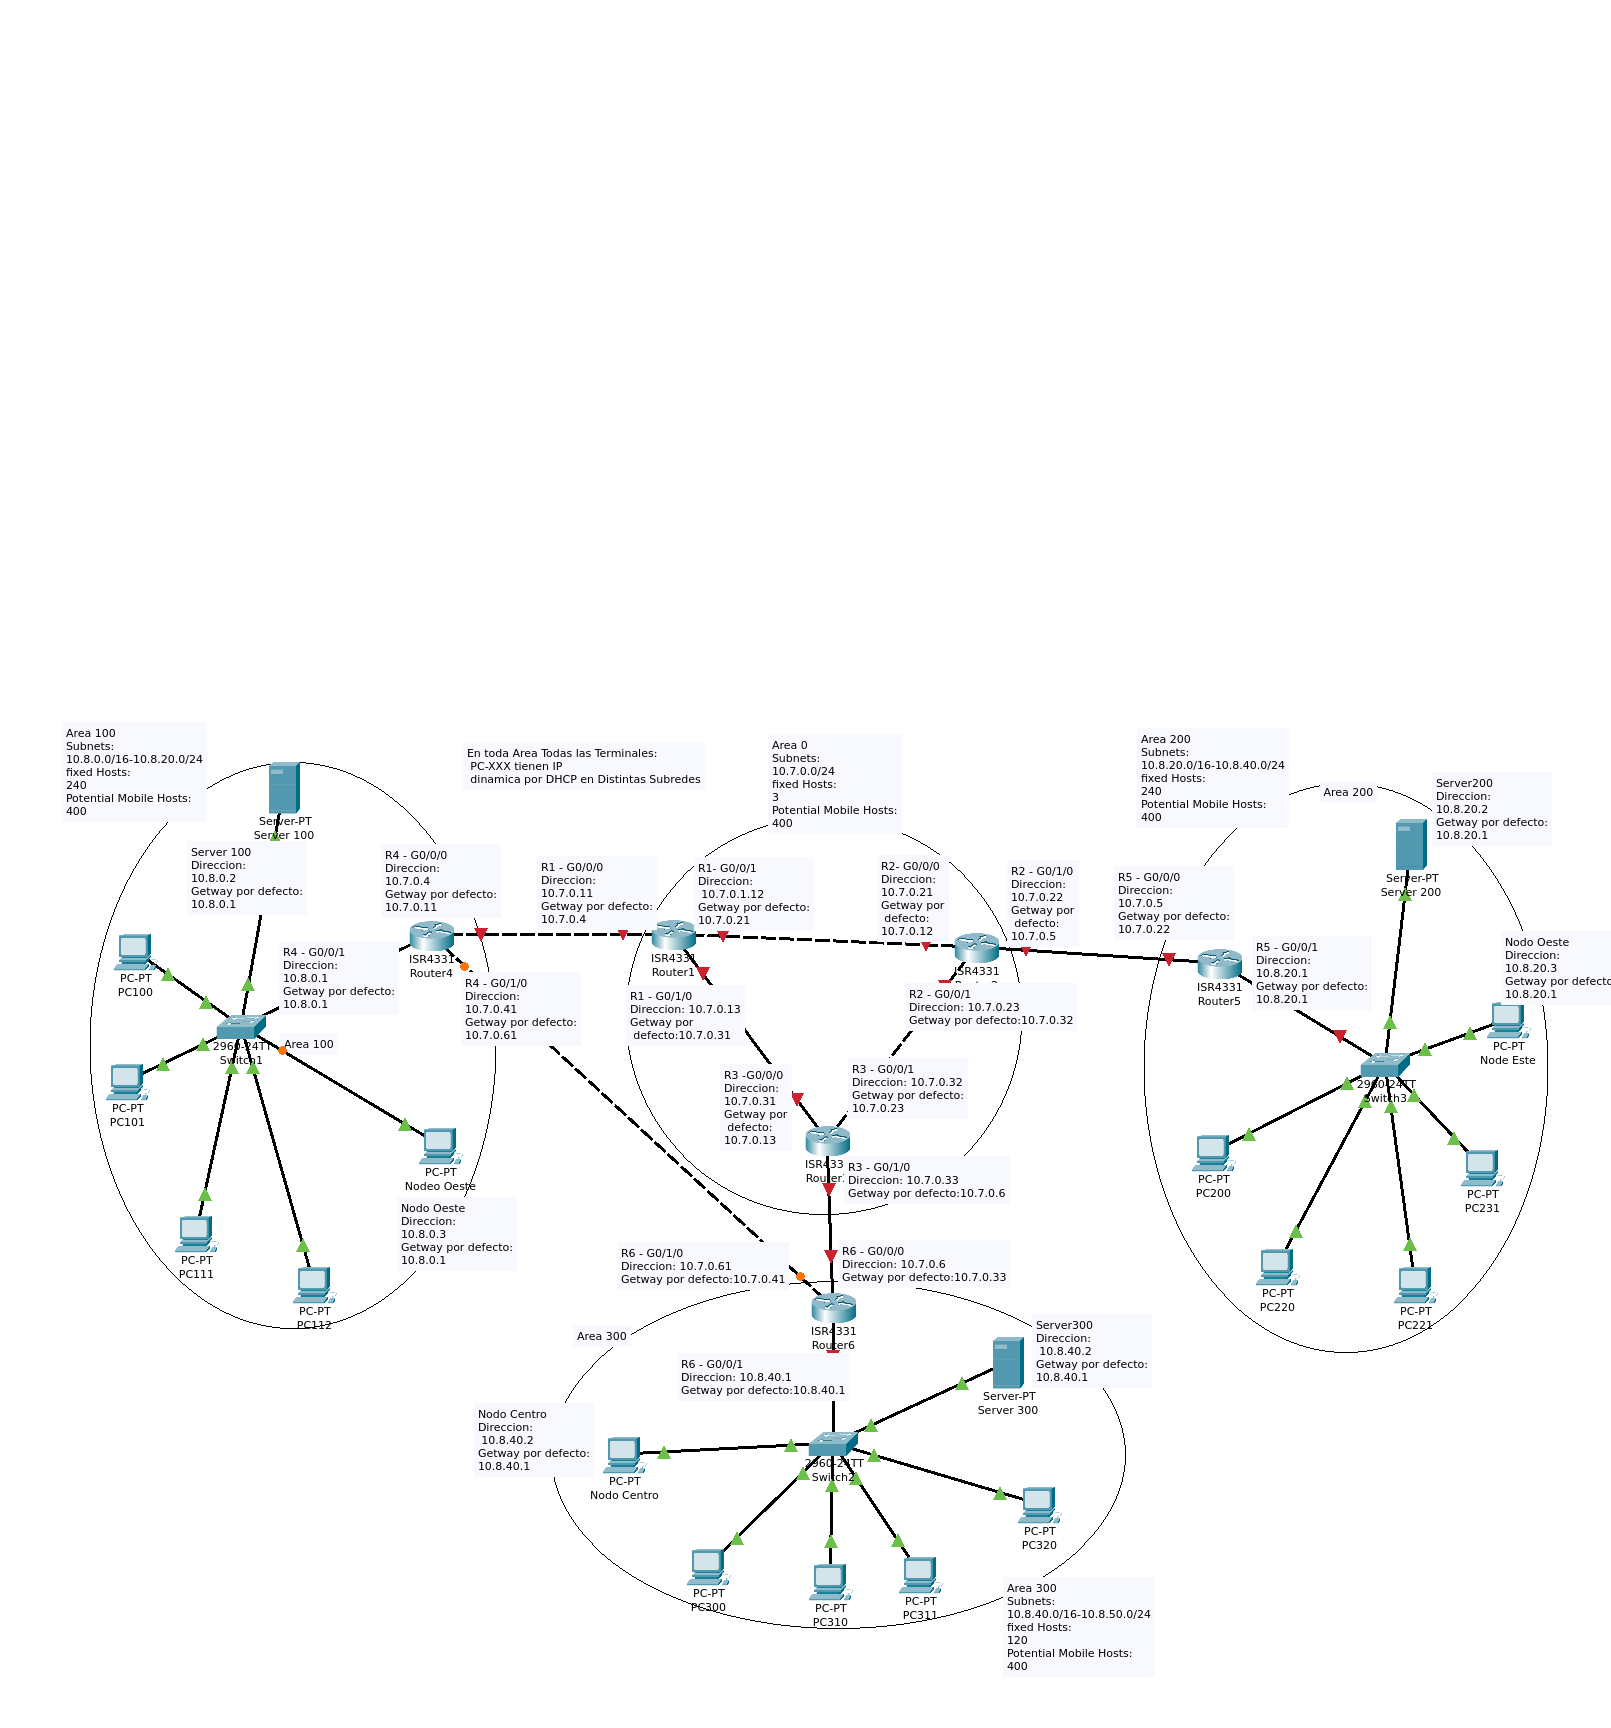 Area 100
Subnets:
10.8.0.0/16-10.8.20.0/24
fixed Hosts:
240
Potential Mobile Hosts:
400
En toda Area Todas las Terminales:
PC-XXX tienen IP
dinamica por DHCP en Distintas Subredes
Area 0
Subnets:
10.7.0.0/24
fixed Hosts:
3
Potential Mobile Hosts:
400
Area 200
Subnets:
10.8.20.0/16-10.8.40.0/24
fixed Hosts:
240
Potential Mobile Hosts:
400
Area 200
Server200
Direccion:
10.8.20.2
Getway por defecto:
10.8.20.1
Server-PT
Server 100
Server 100
Direccion:
10.8.0.2
Getway por defecto:
10.8.0.1
R4 - G0/0/0
Direccion:
10.7.0.4
Getway por defecto:
10.7.0.11
R1 - G0/0/0
Direccion:
10.7.0.11
Getway por defecto:
10.7.0.4
R1- G0/0/1
Direccion:
10.7.0.1.12
Getway por defecto:
10.7.0.21
R2- G0/0/0
Direccion:
10.7.0.21
Getway por
defecto:
10.7.0.12
R2 - G0/1/0
Direccion:
10.7.0.22
Getway por
defecto:
10.7.0.5
R5 - G0/0/0
Direccion:
10.7.0.5
Getway por defecto:
10.7.0.22
Server-PT
Server 200
R4 - G0/0/1
Direccion:
10.8.0.1
Getway por defecto:
10.8.0.1
ISR4331
Router4
ISR4331
Router1
ISR4331
ISR4331
Router5
R5 - G0/0/1
Direccion:
10.8.20.1
Getway por defecto:
10.8.20.1
Nodo Oeste
Direccion:
10.8.20.3
Getway por defecto:
10.8.20.1
PC-PT
PC100
R4 - G0/1/0
Direccion:
10.7.0.41
Getway por defecto:
10.7.0.61
R1 - G0/1/0
Direccion: 10.7.0.13
Getway por
defecto:10.7.0.31
R2 - G0/0/1
Direccion: 10.7.0.23
Getway por defecto:10.7.0.32
2960-24TT
Switch1
Area 100
PC-PT
Node Este
PC-PT
PC101
R3 -G0/0/0
Direccion:
10.7.0.31
Getway por
defecto:
10.7.0.13
R3 - G0/0/1
Direccion: 10.7.0.32
Getway por defecto:
10.7.0.23
2960-24TT
Switch3
PC-PT
Nodeo Oeste
ISR433
Router
R3 - G0/1/0
Direccion: 10.7.0.33
Getway por defecto:10.7.0.6
PC-PT
PC200
PC-PT
PC231
Nodo Oeste
Direccion:
10.8.0.3
Getway por defecto:
10.8.0.1
PC-PT
PC111
R6 - G0/1/0
Direccion: 10.7.0.61
Getway por defecto:10.7.0.41
R6 - G0/0/0
Direccion: 10.7.0.6
Getway por defecto:10.7.0.33
PC-PT
PC220
PC-PT
PC221
PC-PT
PC112
Area 300
ISR4331
Router6
Server300
Direccion:
10.8.40.2
Getway por defecto:
10.8.40.1
R6 - G0/0/1
Direccion: 10.8.40.1
Getway por defecto:10.8.40.1
Server-PT
Server 300
Nodo Centro
Direccion:
10.8.40.2
Getway por defecto:
10.8.40.1
2960-24TT
Switch2
PC-PT
Nodo Centro
PC-PT
PC320
PC-PT
PC300
PC-PT
PC310
PC-PT
PC311
Area 300
Subnets:
10.8.40.0/16-10.8.50.0/24
fixed Hosts:
120
Potential Mobile Hosts:
400